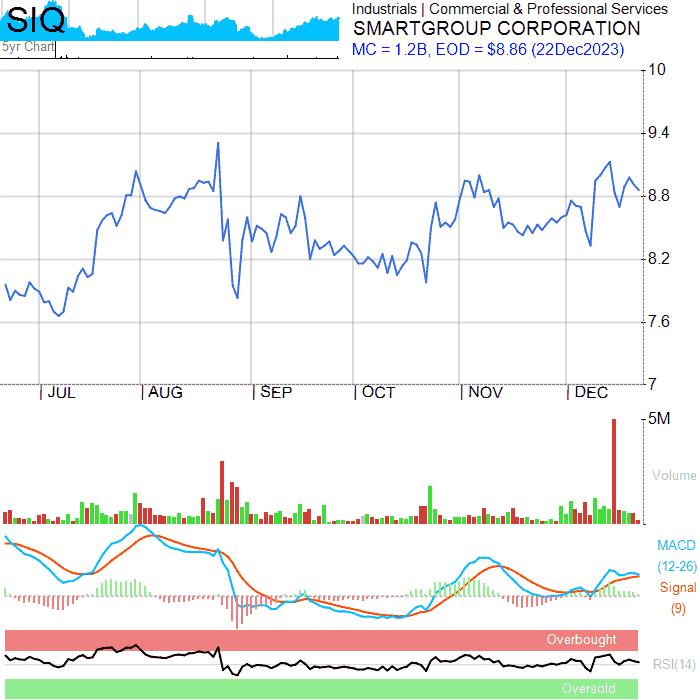 SIQ
5yr Chart
Industrials | Commercial & Professional Services
SMARTGROUP CORPORATION
MC = 1.2B, EOD = $8.86 (22Dec2023)
10
9.4
8.8
8.2
7.6
7
JUL AUG SEP OCT NOV DEC
5M
Volume
MACD
(12-26)
Signal
(9)
Overbought
RSI(14)
Oversold